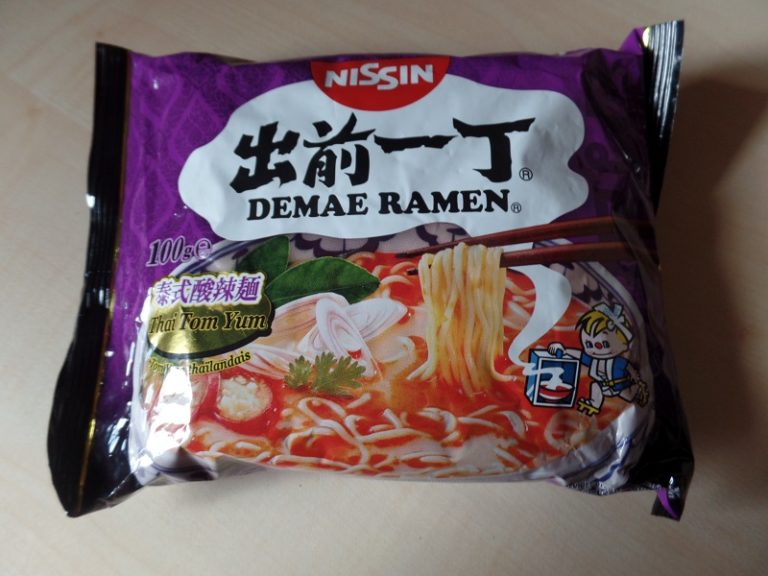 NISSIN
出前一丁®
DEMAE RAMEN®
100g ℮
泰式酸辣麵
Thai Tom Yum
thaïlandais